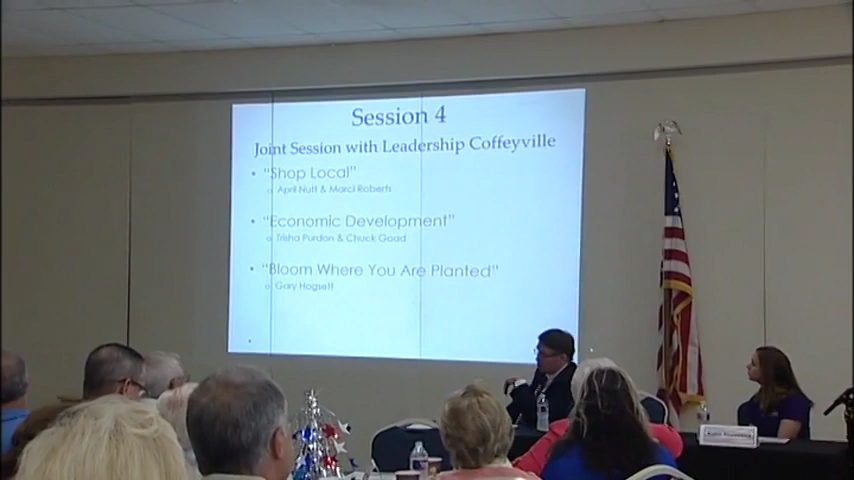 Session 4
Joint Session with Leadership Coffeyville
• "Shop Local"
o April Nutt & Marci Roberts
• "Economic Development"
o Trisha Purdon & Chuck Goad
• "Bloom Where You Are Planted"
o Gary Hogsett